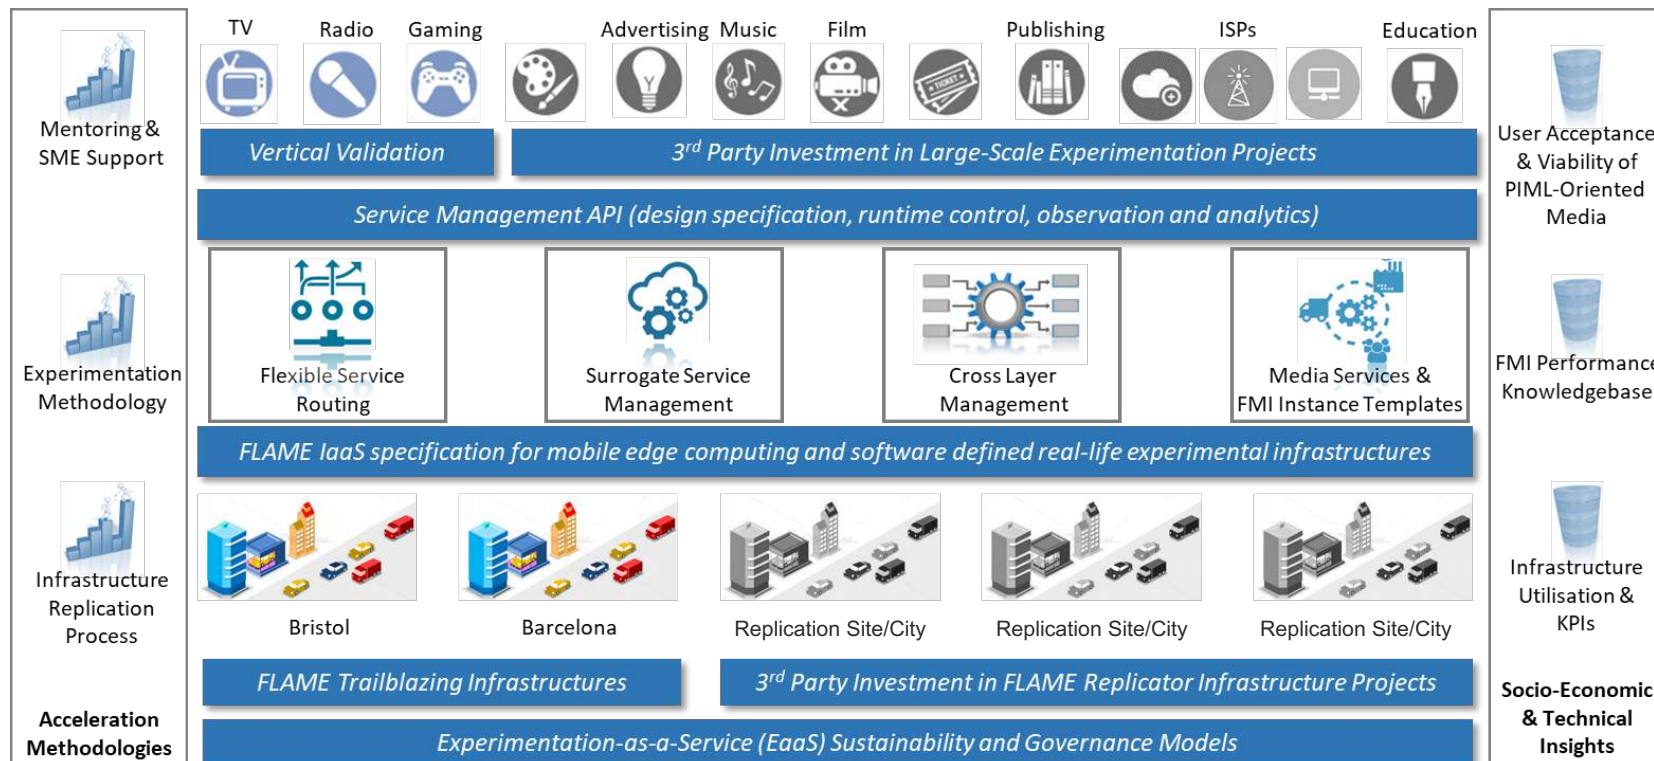 TV
Radio
Gaming
Advertising
Music
Film
Publishing
ISPs
Education
TICKET
Mentoring &
SME Support
Vertical Validation
3rd Party Investment in Large-Scale Experimentation Projects
User Acceptance
& Viability of
PIML-Oriented
Media
Service Management API (design specification, runtime control, observation and analytics)
Experimentation
Methodology
Flexible Service
Routing
Surrogate Service
Management
Cross Layer
Management
Media Services &
FMI Instance Templates
FMI Performance
Knowledgebase
FLAME IaaS specification for mobile edge computing and software defined real-life experimental infrastructures
Infrastructure
Replication
Process
Bristol
Barcelona
Replication Site/City
Replication Site/City
Replication Site/City
Infrastructure
Utilisation &
KPIs
FLAME Trailblazing Infrastructures
3rd Party Investment in FLAME Replicator Infrastructure Projects
Acceleration
Methodologies
Experimentation-as-a-Service (EaaS) Sustainability and Governance Models
Socio-Economic
& Technical
Insights